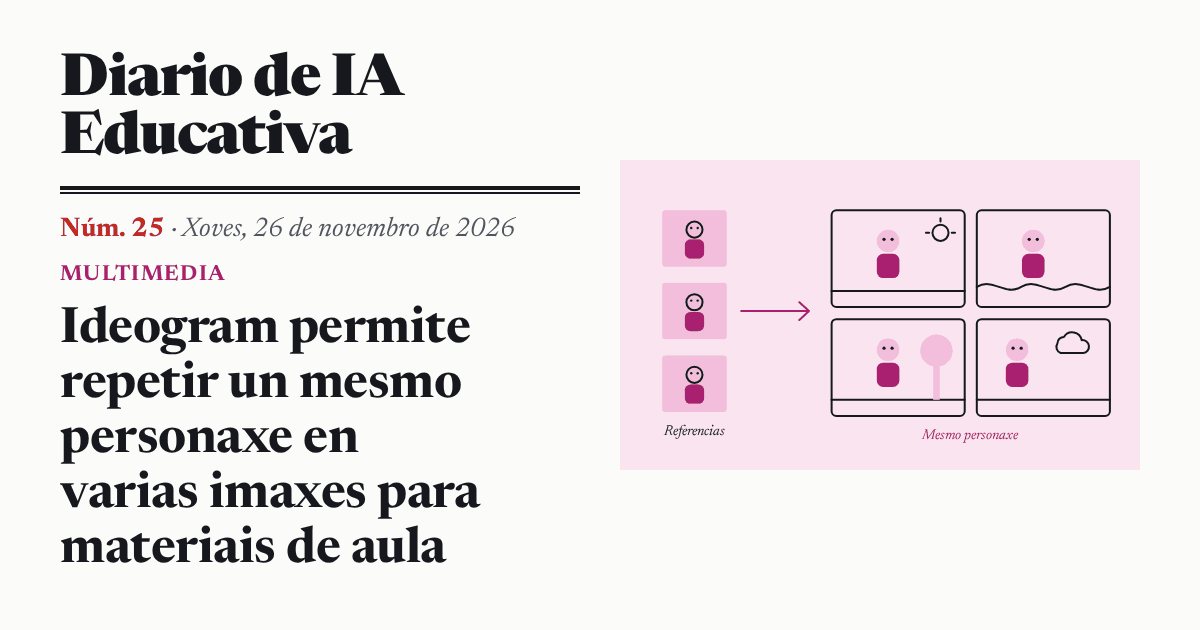 Diario de IA
Educativa
Núm. 25 · Xoves, 26 de novembro de 2026
MULTIMEDIA
Ideogram permite
repetir un mesmo
personaxe en
varias imaxes para
materiais de aula
Referencias
Mesmo personaxe